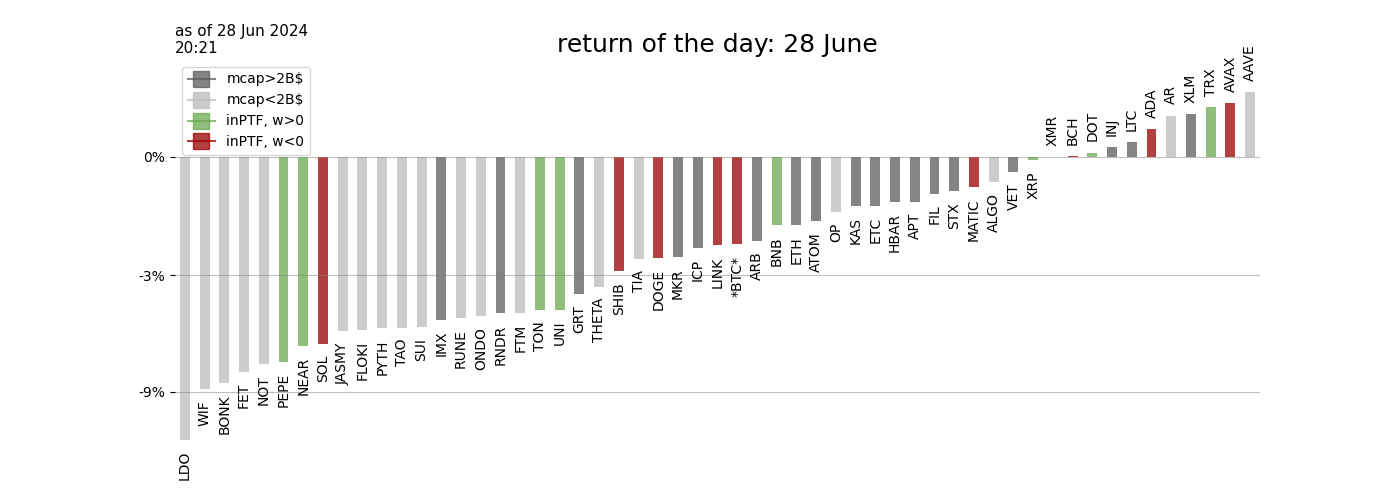 as of 28 Jun 2024
20:21
return of the day: 28 June
mcap>2B$
mcap<2B$
inPTF, w>0
inPTF, w<0
0%
-3%
-9%
LDO
WIF
BONK
FET
NOT
PEPE
NEAR
SOL
JASMY
FLOKI
PYTH
TAO
SUI
IMX
RUNE
ONDO
RNDR
FTM
TON
UNI
GRT
THETA
SHIB
TIA
DOGE
MKR
ICP
LINK
*BTC*
ARB
BNB
ETH
ATOM
OP
KAS
ETC
HBAR
APT
FIL
STX
MATIC
ALGO
VET
XRP
XMR
BCH
DOT
INJ
LTC
ADA
AR
XLM
TRX
AVAX
AAVE